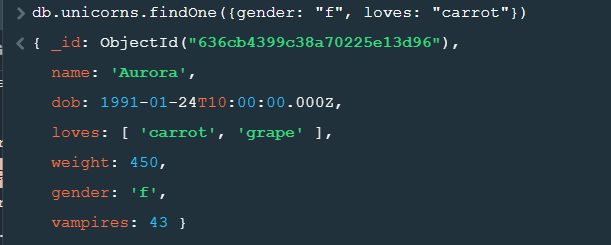 > db.unicorns.findOne({gender: "f", loves: "carrot"})
< { _id: ObjectId("636cb4399c38a70225e13d96"),
name: 'Aurora',
dob: 1991-01-24T10:00:00.000Z,
loves: [ 'carrot', 'grape' ],
weight: 450,
gender: 'f',
vampires: 43 }